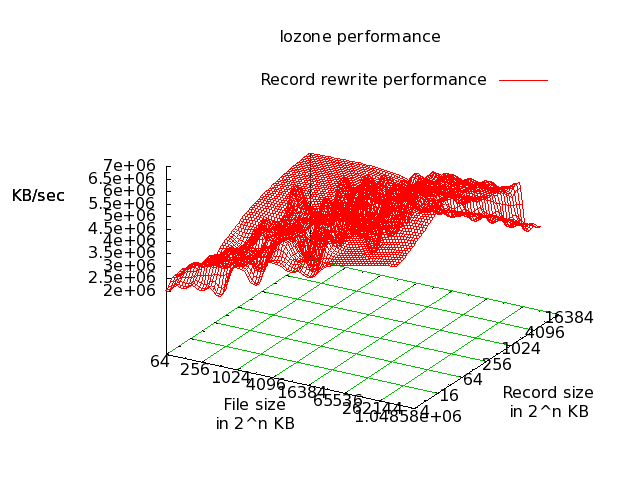 Iozone performance
Record rewrite performance
KB/sec
7e+06
6.5e+06
6e+06
5.5e+06
5e+06
4.5e+06
4e+06
3.5e+06
3e+06
2.5e+06
2e+06
64
256
1024
4096
16384
65536
262144
1.04858e+06
File size
in 2^n KB
4
16
64
256
1024
4096
16384
Record size
in 2^n KB